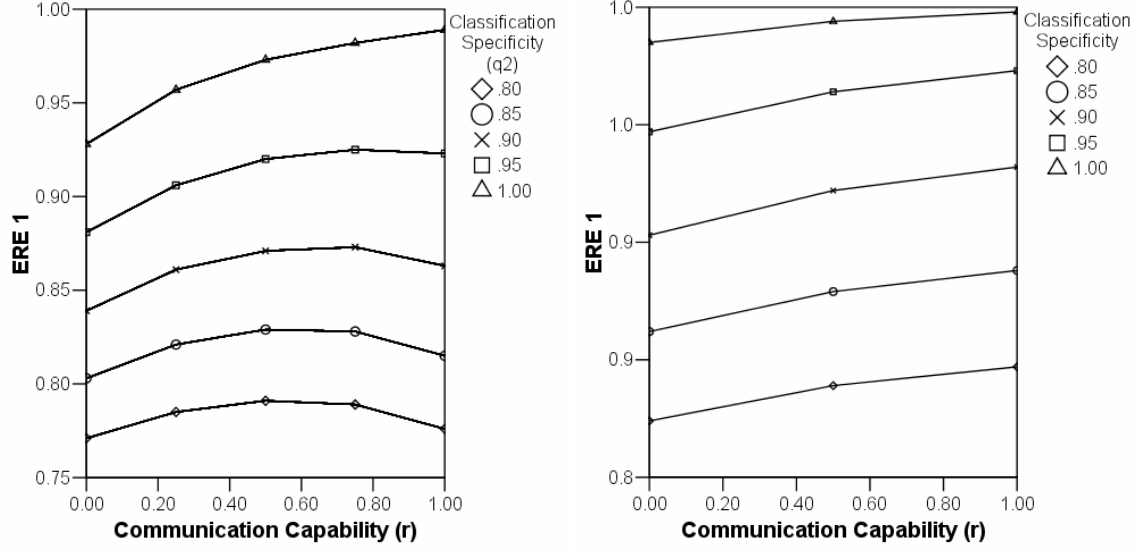 1.00
0.95
0.90
0.85
0.80
0.75
ERE 1
0.00 0.20 0.40 0.60 0.80 1.00
Communication Capability (r)
Classification
Specificity
(q2)
.80
.85
.90
.95
1.00
1.0
1.0
0.9
0.9
0.8
ERE 1
0.00 0.20 0.40 0.60 0.80 1.00
Communication Capability (r)
Classification
Specificity
.80
.85
.90
.95
1.00